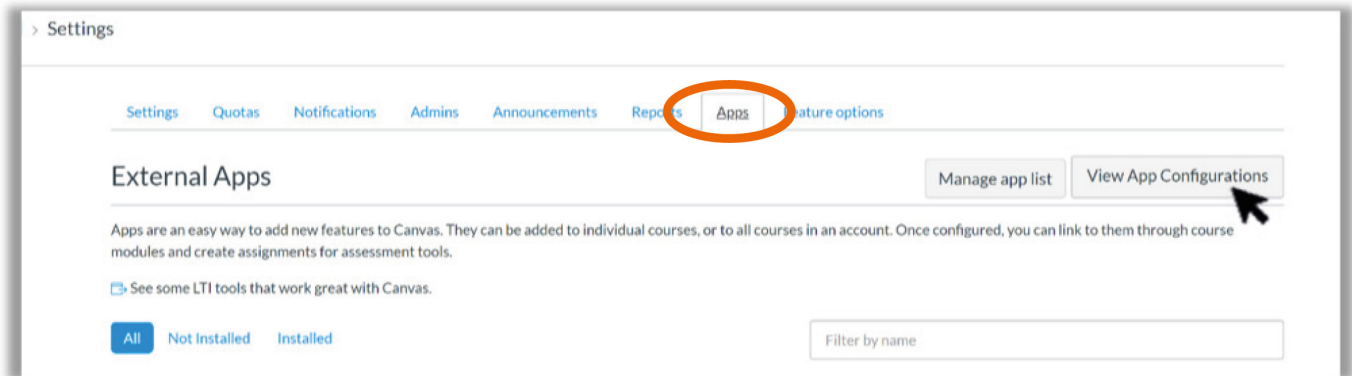 > Settings
Settings Quotas Notifications Admins Announcements Reports Apps Feature options
External Apps
Manage app list View App Configurations
Apps are an easy way to add new features to Canvas. They can be added to individual courses, or to all courses in an account. Once configured, you can link to them through course
modules and create assignments for assessment tools.
See some LTI tools that work great with Canvas.
All Not Installed Installed Filter by name